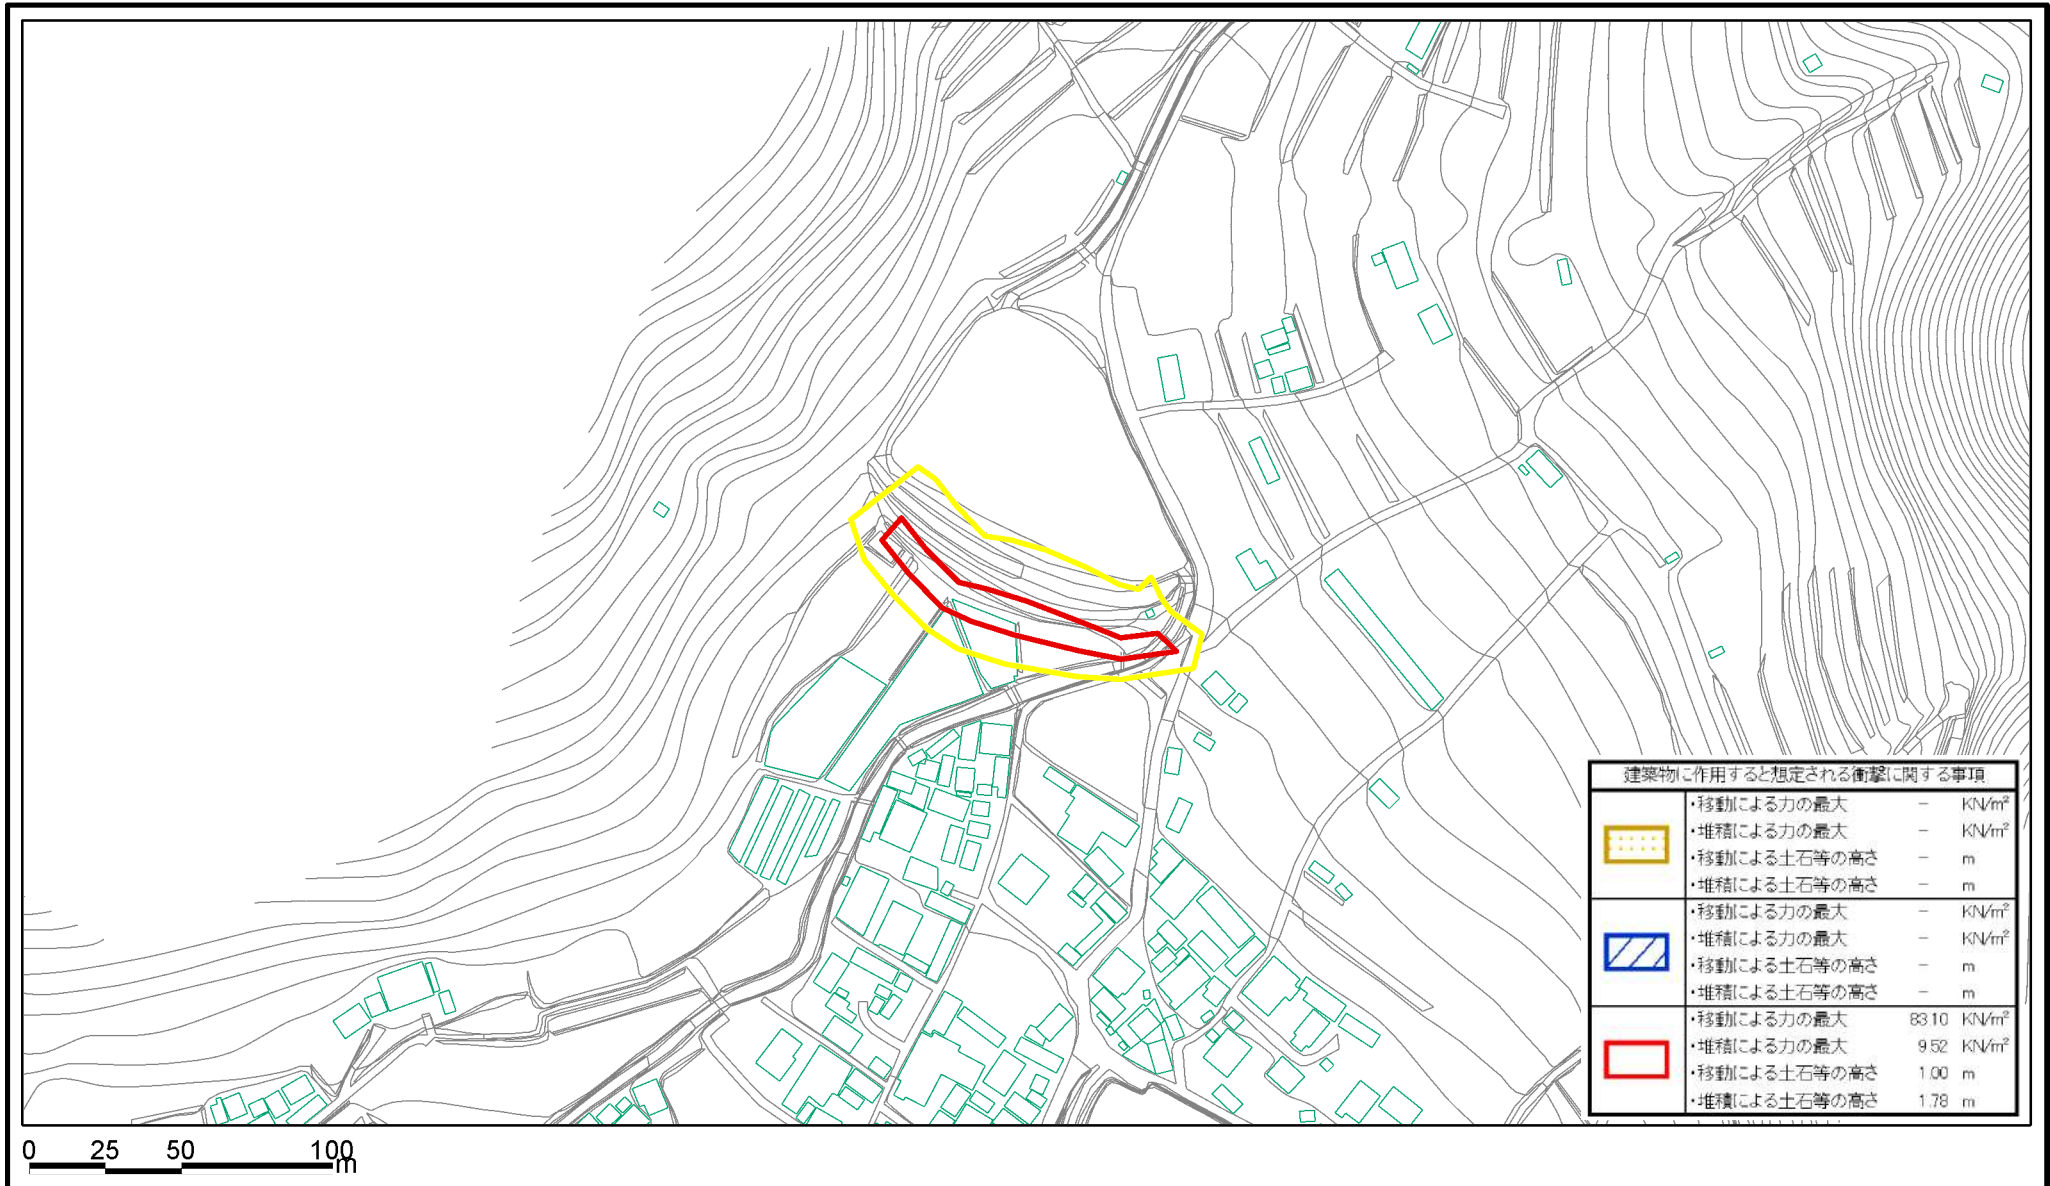 建築物に作用すると想定される衝撃に関する事項
・移動による力の最大 － KN/m²
・堆積による力の最大 － KN/m²
・移動による土石等の高さ － m
・堆積による土石等の高さ － m
・移動による力の最大 － KN/m²
・堆積による力の最大 － KN/m²
・移動による土石等の高さ － m
・堆積による土石等の高さ － m
・移動による力の最大 83.10 KN/m²
・堆積による力の最大 9.52 KN/m²
・移動による土石等の高さ 1.00 m
・堆積による土石等の高さ 1.78 m
0 25 50 100 m